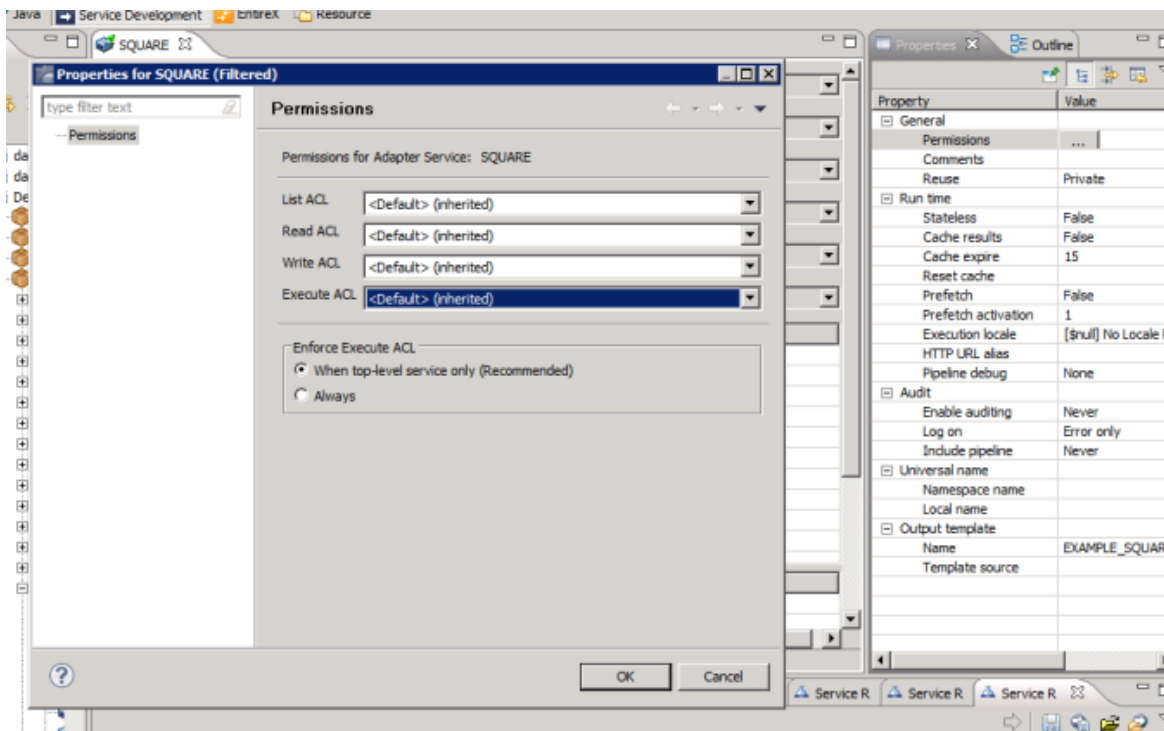 Java Service Development EntireX Resource
SQUARE
Properties Outline
Properties for SQUARE (Filtered)
type filter text
Permissions
Permissions
Permissions for Adapter Service: SQUARE
List ACL <Default> (inherited)
Read ACL <Default> (inherited)
Write ACL <Default> (inherited)
Execute ACL <Default> (inherited)
Enforce Execute ACL
When top-level service only (Recommended)
Always
OK Cancel
da
da
De
Property Value
General
Permissions ...
Comments
Reuse Private
Run time
Stateless False
Cache results False
Cache expire 15
Reset cache
Prefetch False
Prefetch activation 1
Execution locale [$null] No Locale
HTTP URL alias
Pipeline debug None
Audit
Enable auditing Never
Log on Error only
Include pipeline Never
Universal name
Namespace name
Local name
Output template
Name EXAMPLE_SQUAR
Template source
Service R Service R Service R